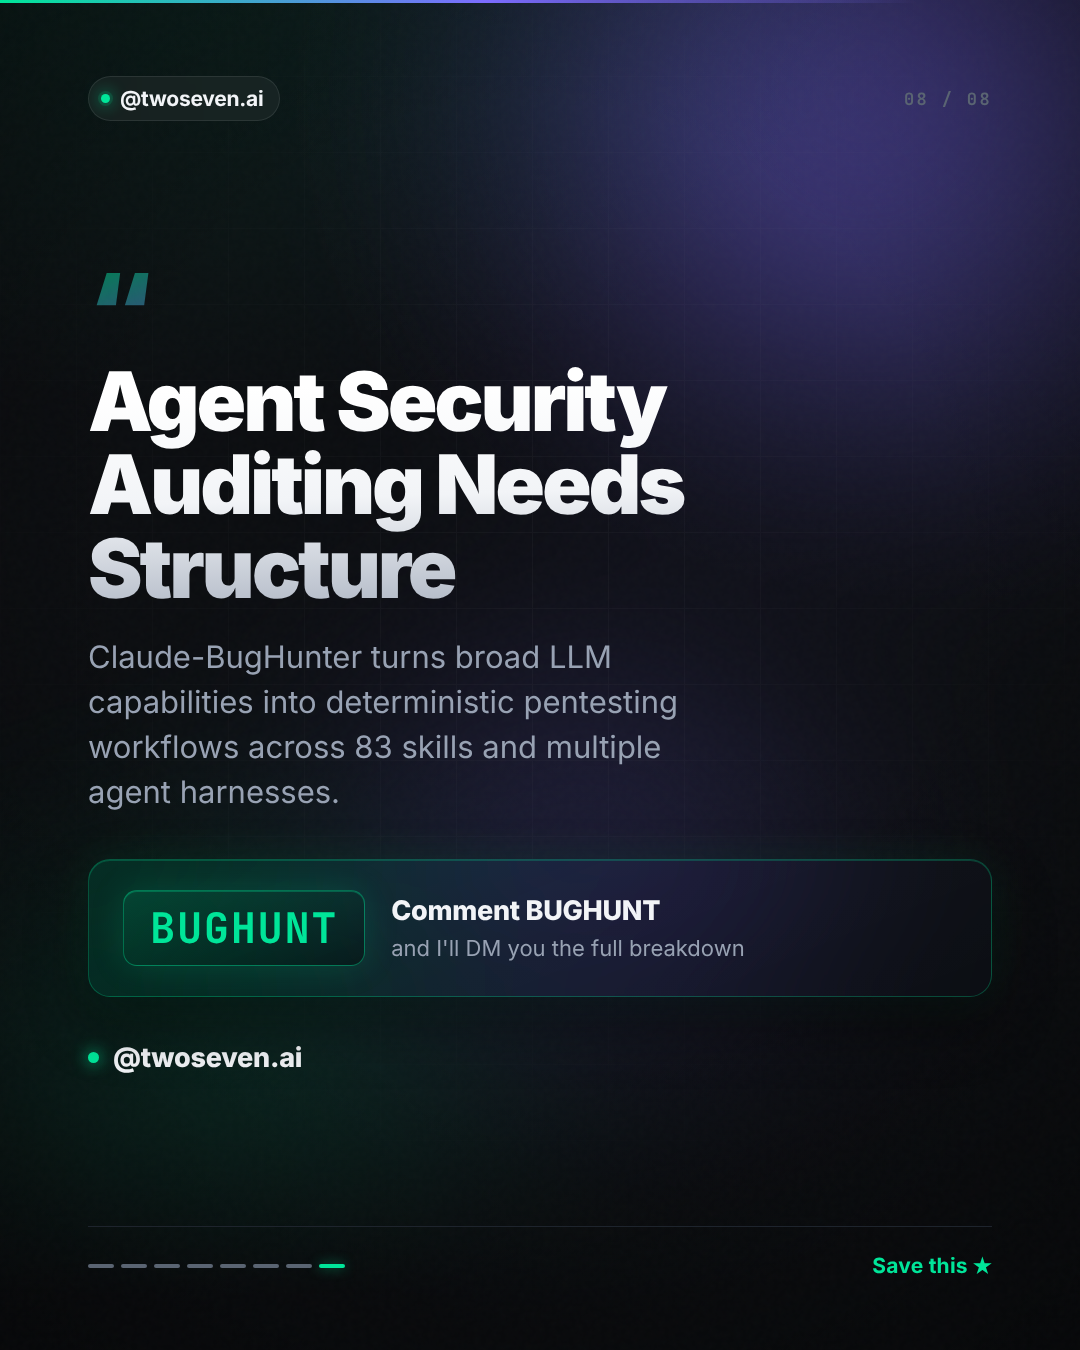 @twoseven.ai
08 / 08
"
Agent Security
Auditing Needs
Structure
Claude-BugHunter turns broad LLM
capabilities into deterministic pentesting
workflows across 83 skills and multiple
agent harnesses.
BUGHUNT
Comment BUGHUNT
and I'll DM you the full breakdown
@twoseven.ai
Save this ★